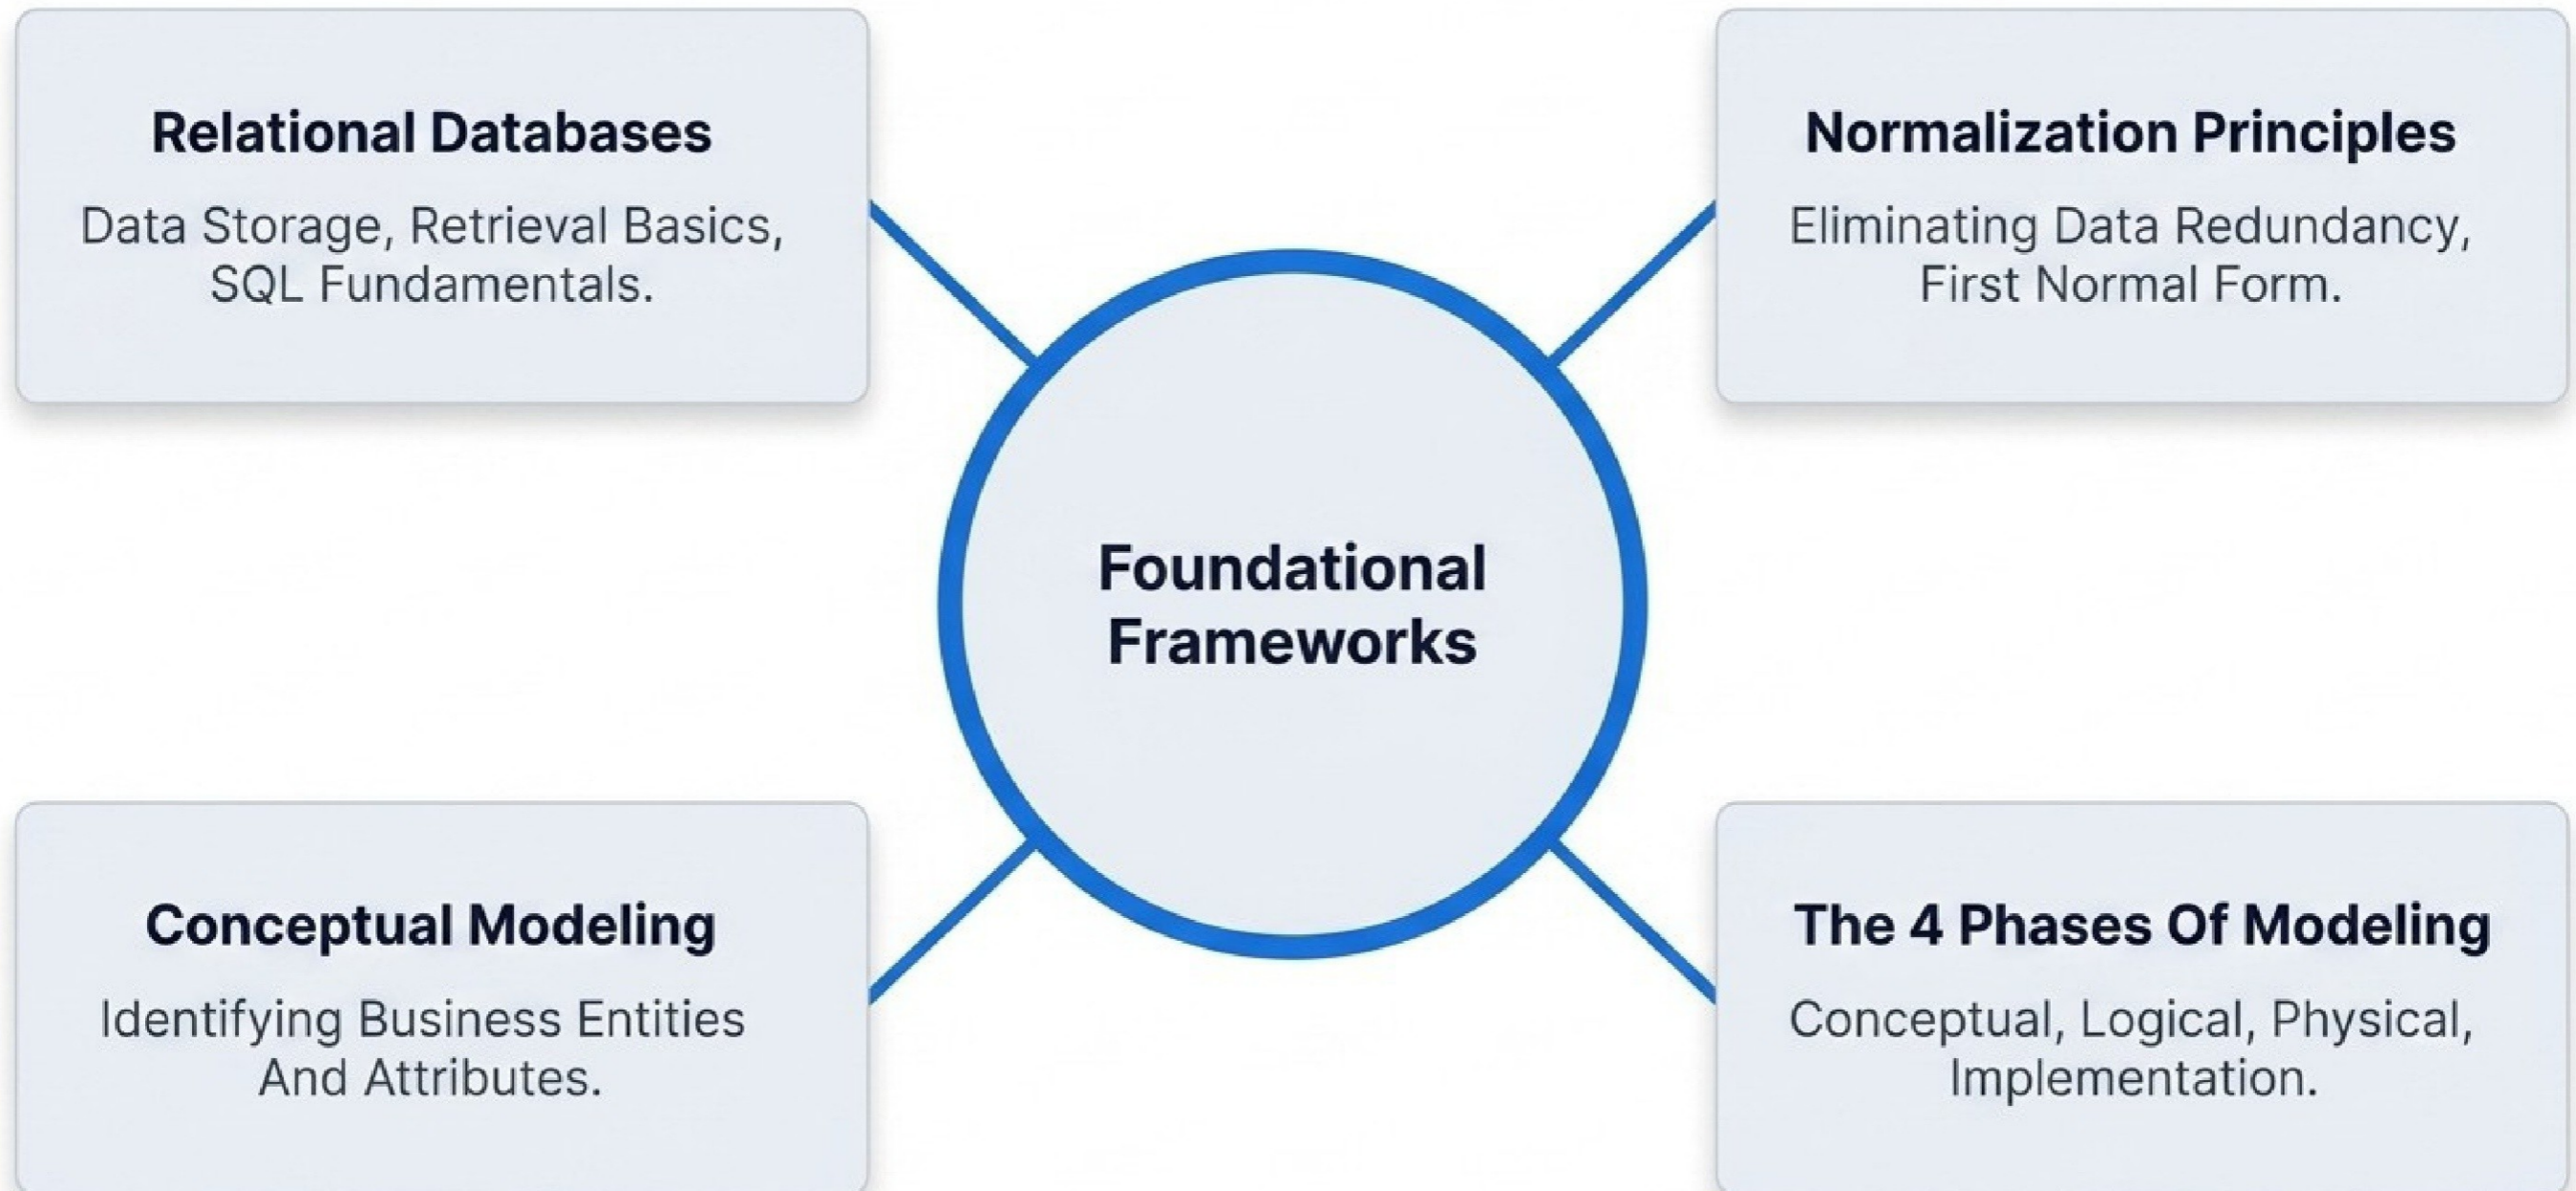 Relational Databases
Data Storage, Retrieval Basics,
SQL Fundamentals.
Normalization Principles
Eliminating Data Redundancy,
First Normal Form.
Foundational
Frameworks
Conceptual Modeling
Identifying Business Entities
And Attributes.
The 4 Phases Of Modeling
Conceptual, Logical, Physical,
Implementation.